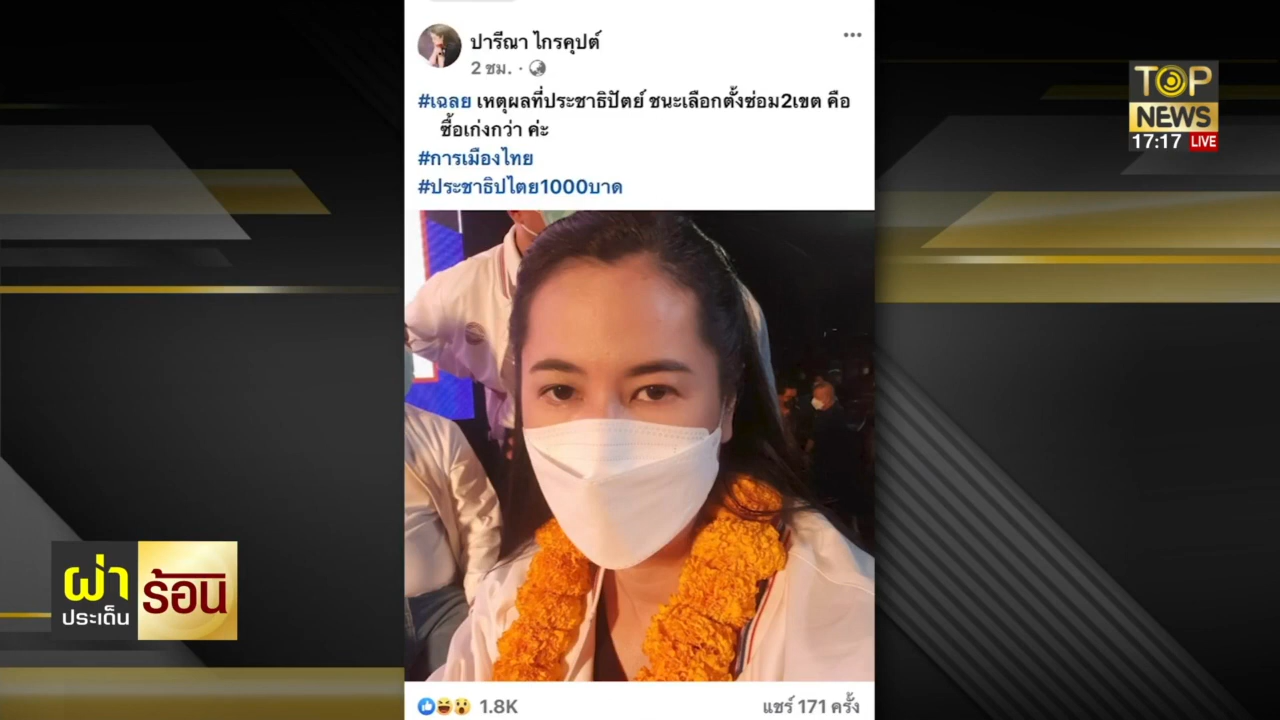 ปารีณา ไกรคุปต์
2 ชม. ·
#เฉลย เหตุผลที่ประชาธิปัตย์ ชนะเลือกตั้งซ่อม2เขต คือ
ซื้อเก่งกว่า ค่ะ
#การเมืองไทย
#ประชาธิปไตย1000บาด
TOP
NEWS
17:17 LIVE
ผ่า
ประเด็น
ร้อน
1.8K
แชร์ 171 ครั้ง